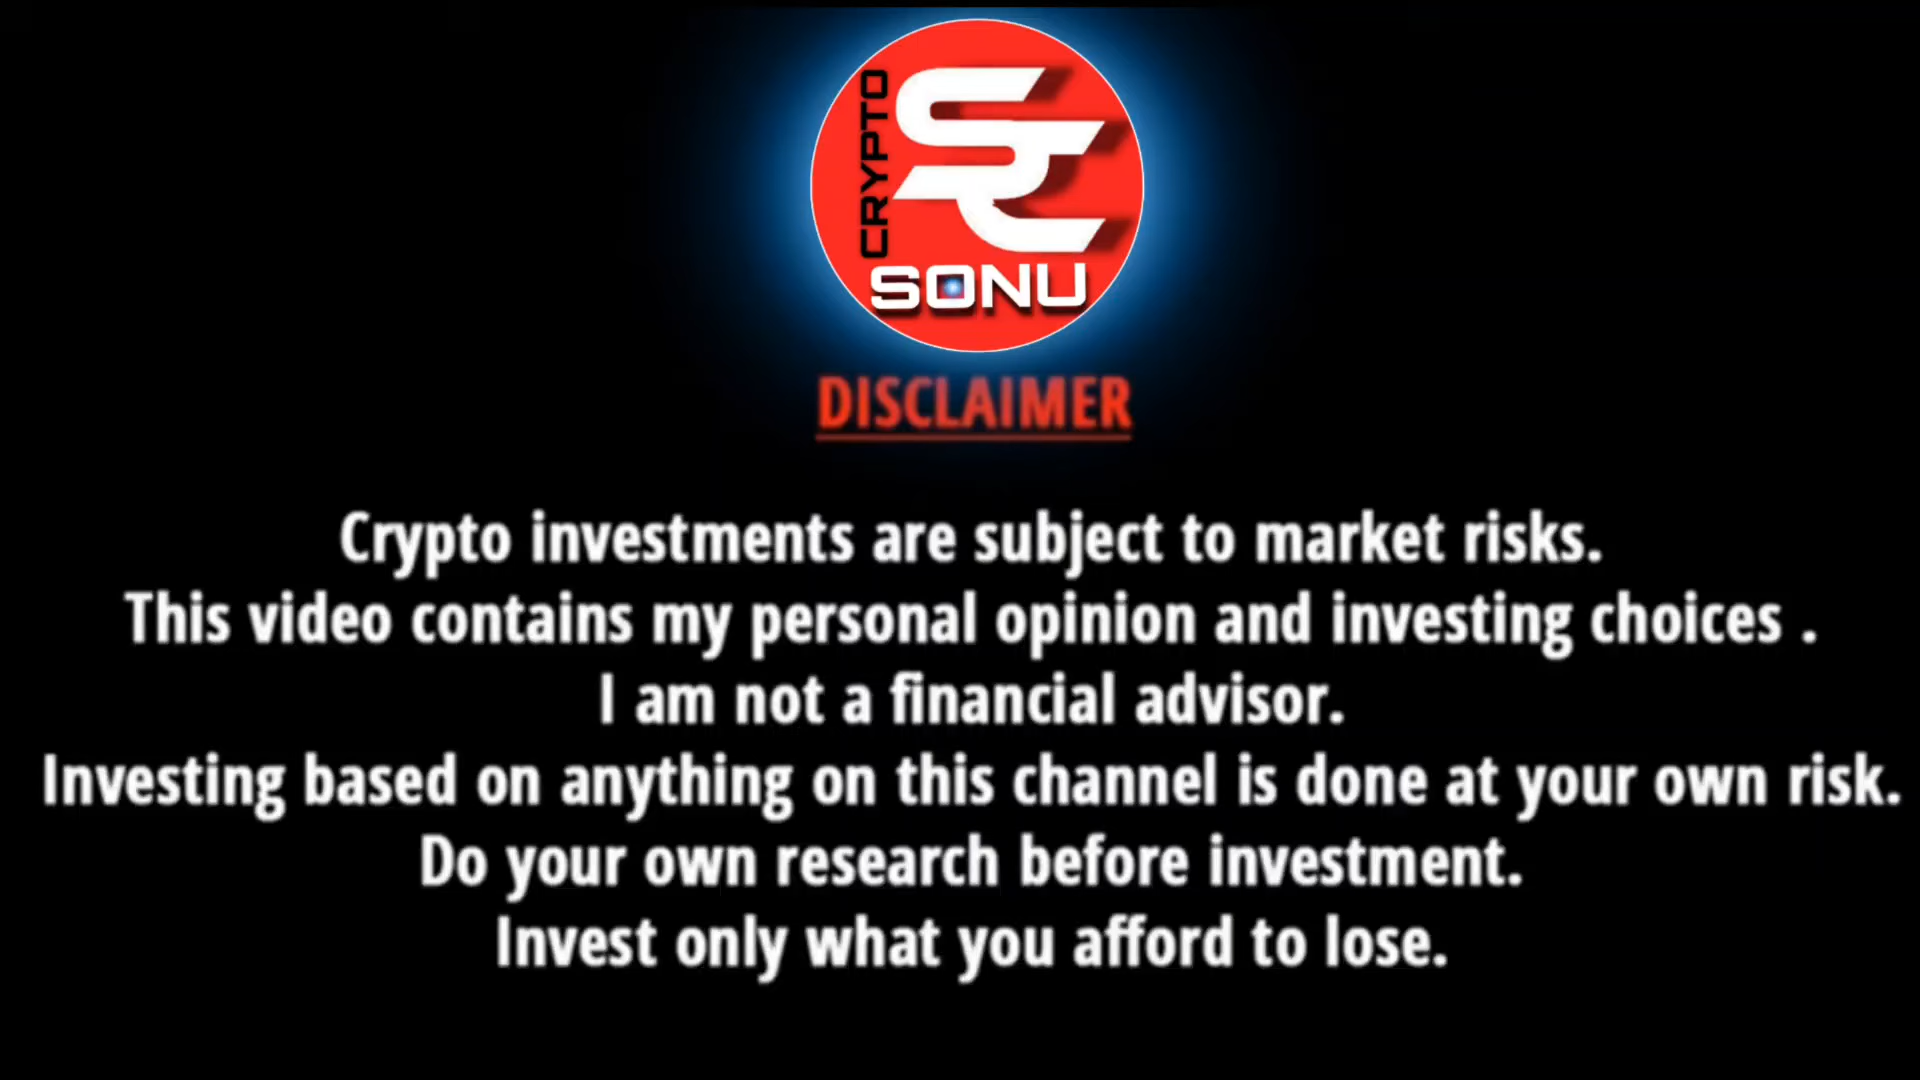 CRYPTO
SC
SONU
DISCLAIMER
Crypto investments are subject to market risks.
This video contains my personal opinion and investing choices .
I am not a financial advisor.
Investing based on anything on this channel is done at your own risk.
Do your own research before investment.
Invest only what you afford to lose.